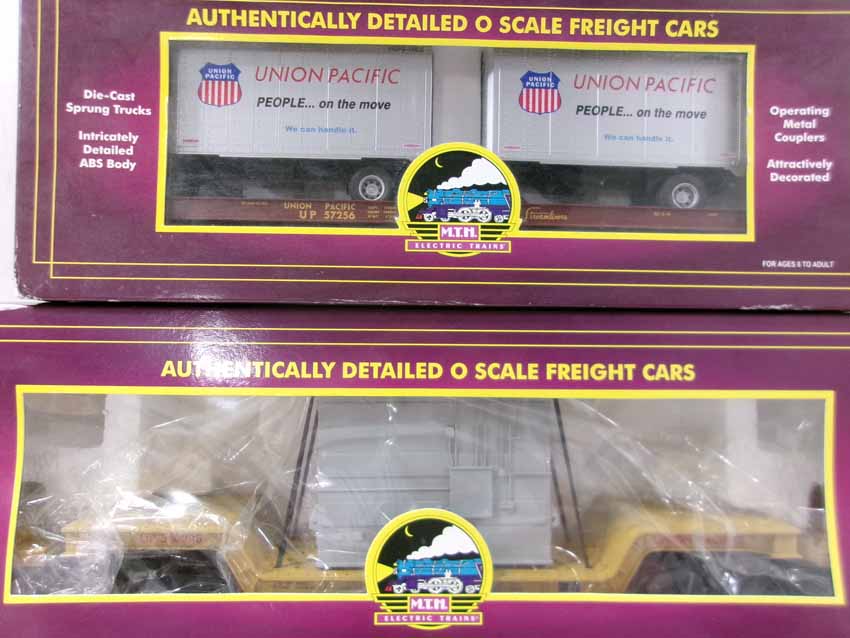 AUTHENTICALLY DETAILED O SCALE FREIGHT CARS
Die-Cast
Sprung Trucks
Intricately
Detailed
ABS Body
UNION
PACIFIC
UNION PACIFIC
PEOPLE... on the move
We can handle it.
UNION
PACIFIC
UNION PACIFIC
PEOPLE... on the move
We can handle it.
Operating
Metal
Couplers
Attractively
Decorated
UNION PACIFIC
UP 57256
Streamliners
M.T.H.
ELECTRIC TRAINS
FOR AGES 8 TO ADULT
AUTHENTICALLY DETAILED O SCALE FREIGHT CARS
M.T.H.
ELECTRIC TRAINS